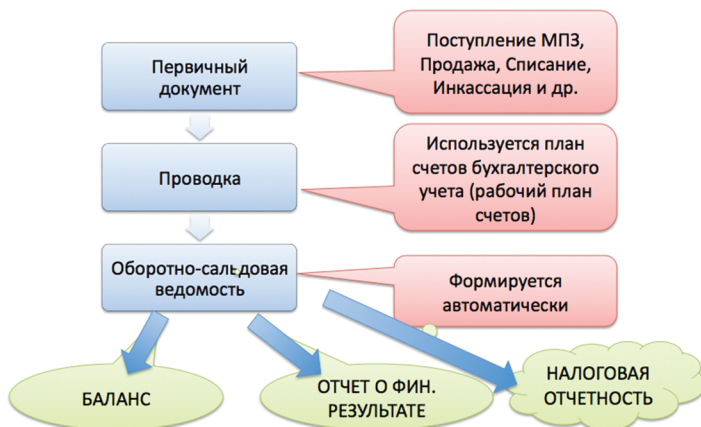 Первичный
документ
Поступление МПЗ,
Продажа, Списание,
Инкассация и др.
Проводка
Используется план
счетов бухгалтерского
учета (рабочий план
счетов)
Оборотно-сальдовая
ведомость
Формируется
автоматически
БАЛАНС
ОТЧЕТ О ФИН.
РЕЗУЛЬТАТЕ
НАЛОГОВАЯ
ОТЧЕТНОСТЬ